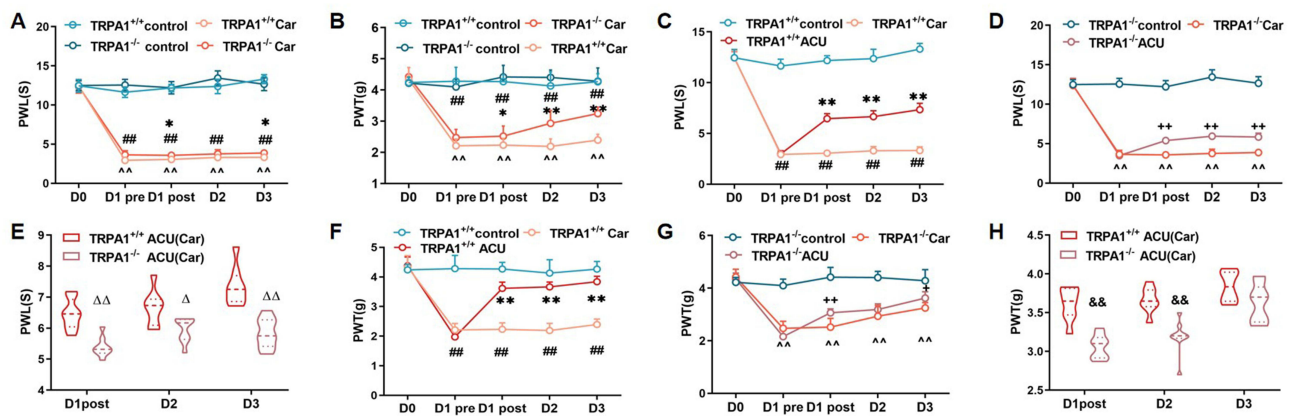 A
TRPA1+/+control
TRPA1+/+Car
TRPA1-/- control
TRPA1-/- Car
PWL(S)
20
15
10
5
0
*
*
## ## ## ##
^^ ^^ ^^ ^^
D0 D1 pre D1 post D2 D3
B
TRPA1+/+control
TRPA1-/-Car
TRPA1-/- control
TRPA1+/+Car
PWT(g)
6
5
4
3
2
1
## ## ## ##
* ** **
^^ ^^ ^^ ^^
D0 D1 pre D1 post D2 D3
C
TRPA1+/+control
TRPA1+/+Car
TRPA1+/+ACU
PWL(S)
15
10
5
0
** ** **
## ## ## ##
D0 D1 pre D1 post D2 D3
D
TRPA1-/-control
TRPA1-/-Car
TRPA1-/-ACU
PWL(S)
20
15
10
5
0
++ ++ ++
^^ ^^ ^^ ^^
D0 D1 pre D1 post D2 D3
E
TRPA1+/+ ACU(Car)
TRPA1-/- ACU(Car)
PWL(S)
9
8
7
6
5
4
ΔΔ Δ ΔΔ
D1post D2 D3
F
TRPA1+/+control
TRPA1+/+ Car
TRPA1+/+ ACU
PWT(g)
5
4
3
2
1
0
** ** **
## ## ## ##
D0 D1 pre D1 post D2 D3
G
TRPA1-/-control
TRPA1-/-Car
TRPA1-/-ACU
PWT(g)
6
4
2
0
++ +
^^ ^^ ^^ ^^
D0 D1 pre D1 post D2 D3
H
TRPA1+/+ ACU(Car)
TRPA1-/- ACU(Car)
PWT(g)
4.5
4.0
3.5
3.0
2.5
&& &&
D1post D2 D3